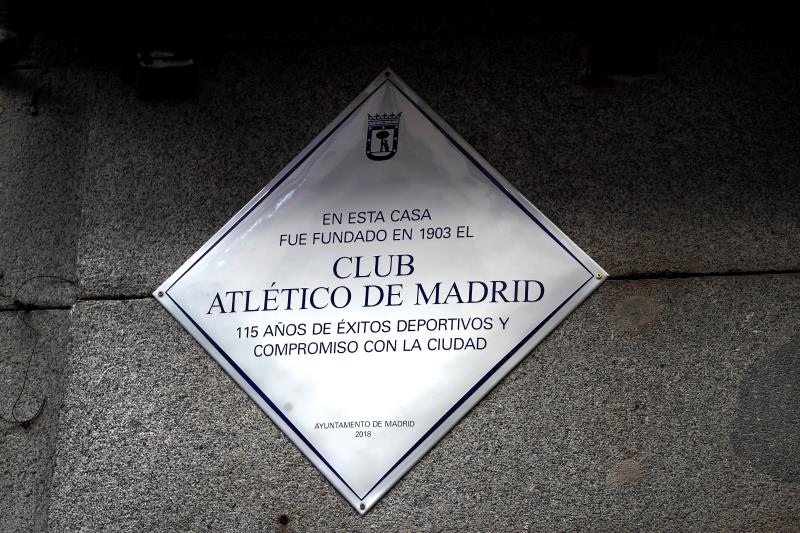 EN ESTA CASA
FUE FUNDADO EN 1903 EL
CLUB
ATLÉTICO DE MADRID
115 AÑOS DE ÉXITOS DEPORTIVOS Y
COMPROMISO CON LA CIUDAD
AYUNTAMENTO DE MADRID
2018